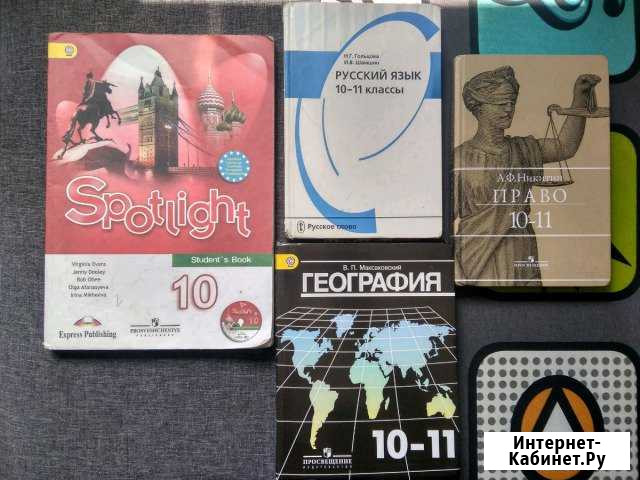 Spotlight
Student's Book
Virginia Evans
Jenny Dooley
Bob Obee
Olga Afanasyeva
Irina Mikheeva
10
Express Publishing
PROSVESHCHENIYE
PUBLISHERS
Н.Г. Гольцова
И.В. Шамшин
РУССКИЙ ЯЗЫК
10–11 классы
Русское слово
А.Ф.Никитин
ПРАВО
10-11
ПРОСВЕЩЕНИЕ
В. П. Максаковский
ГЕОГРАФИЯ
10-11
ПРОСВЕЩЕНИЕ
ИЗДАТЕЛЬСТВО
Интернет-
Кабинет.Ру